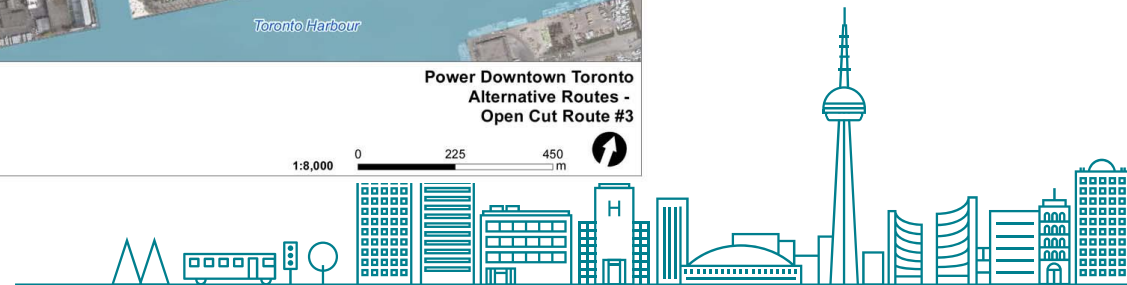 Toronto Harbour
Power Downtown Toronto
Alternative Routes -
Open Cut Route #3
0 225 450
1:8,000 m
H